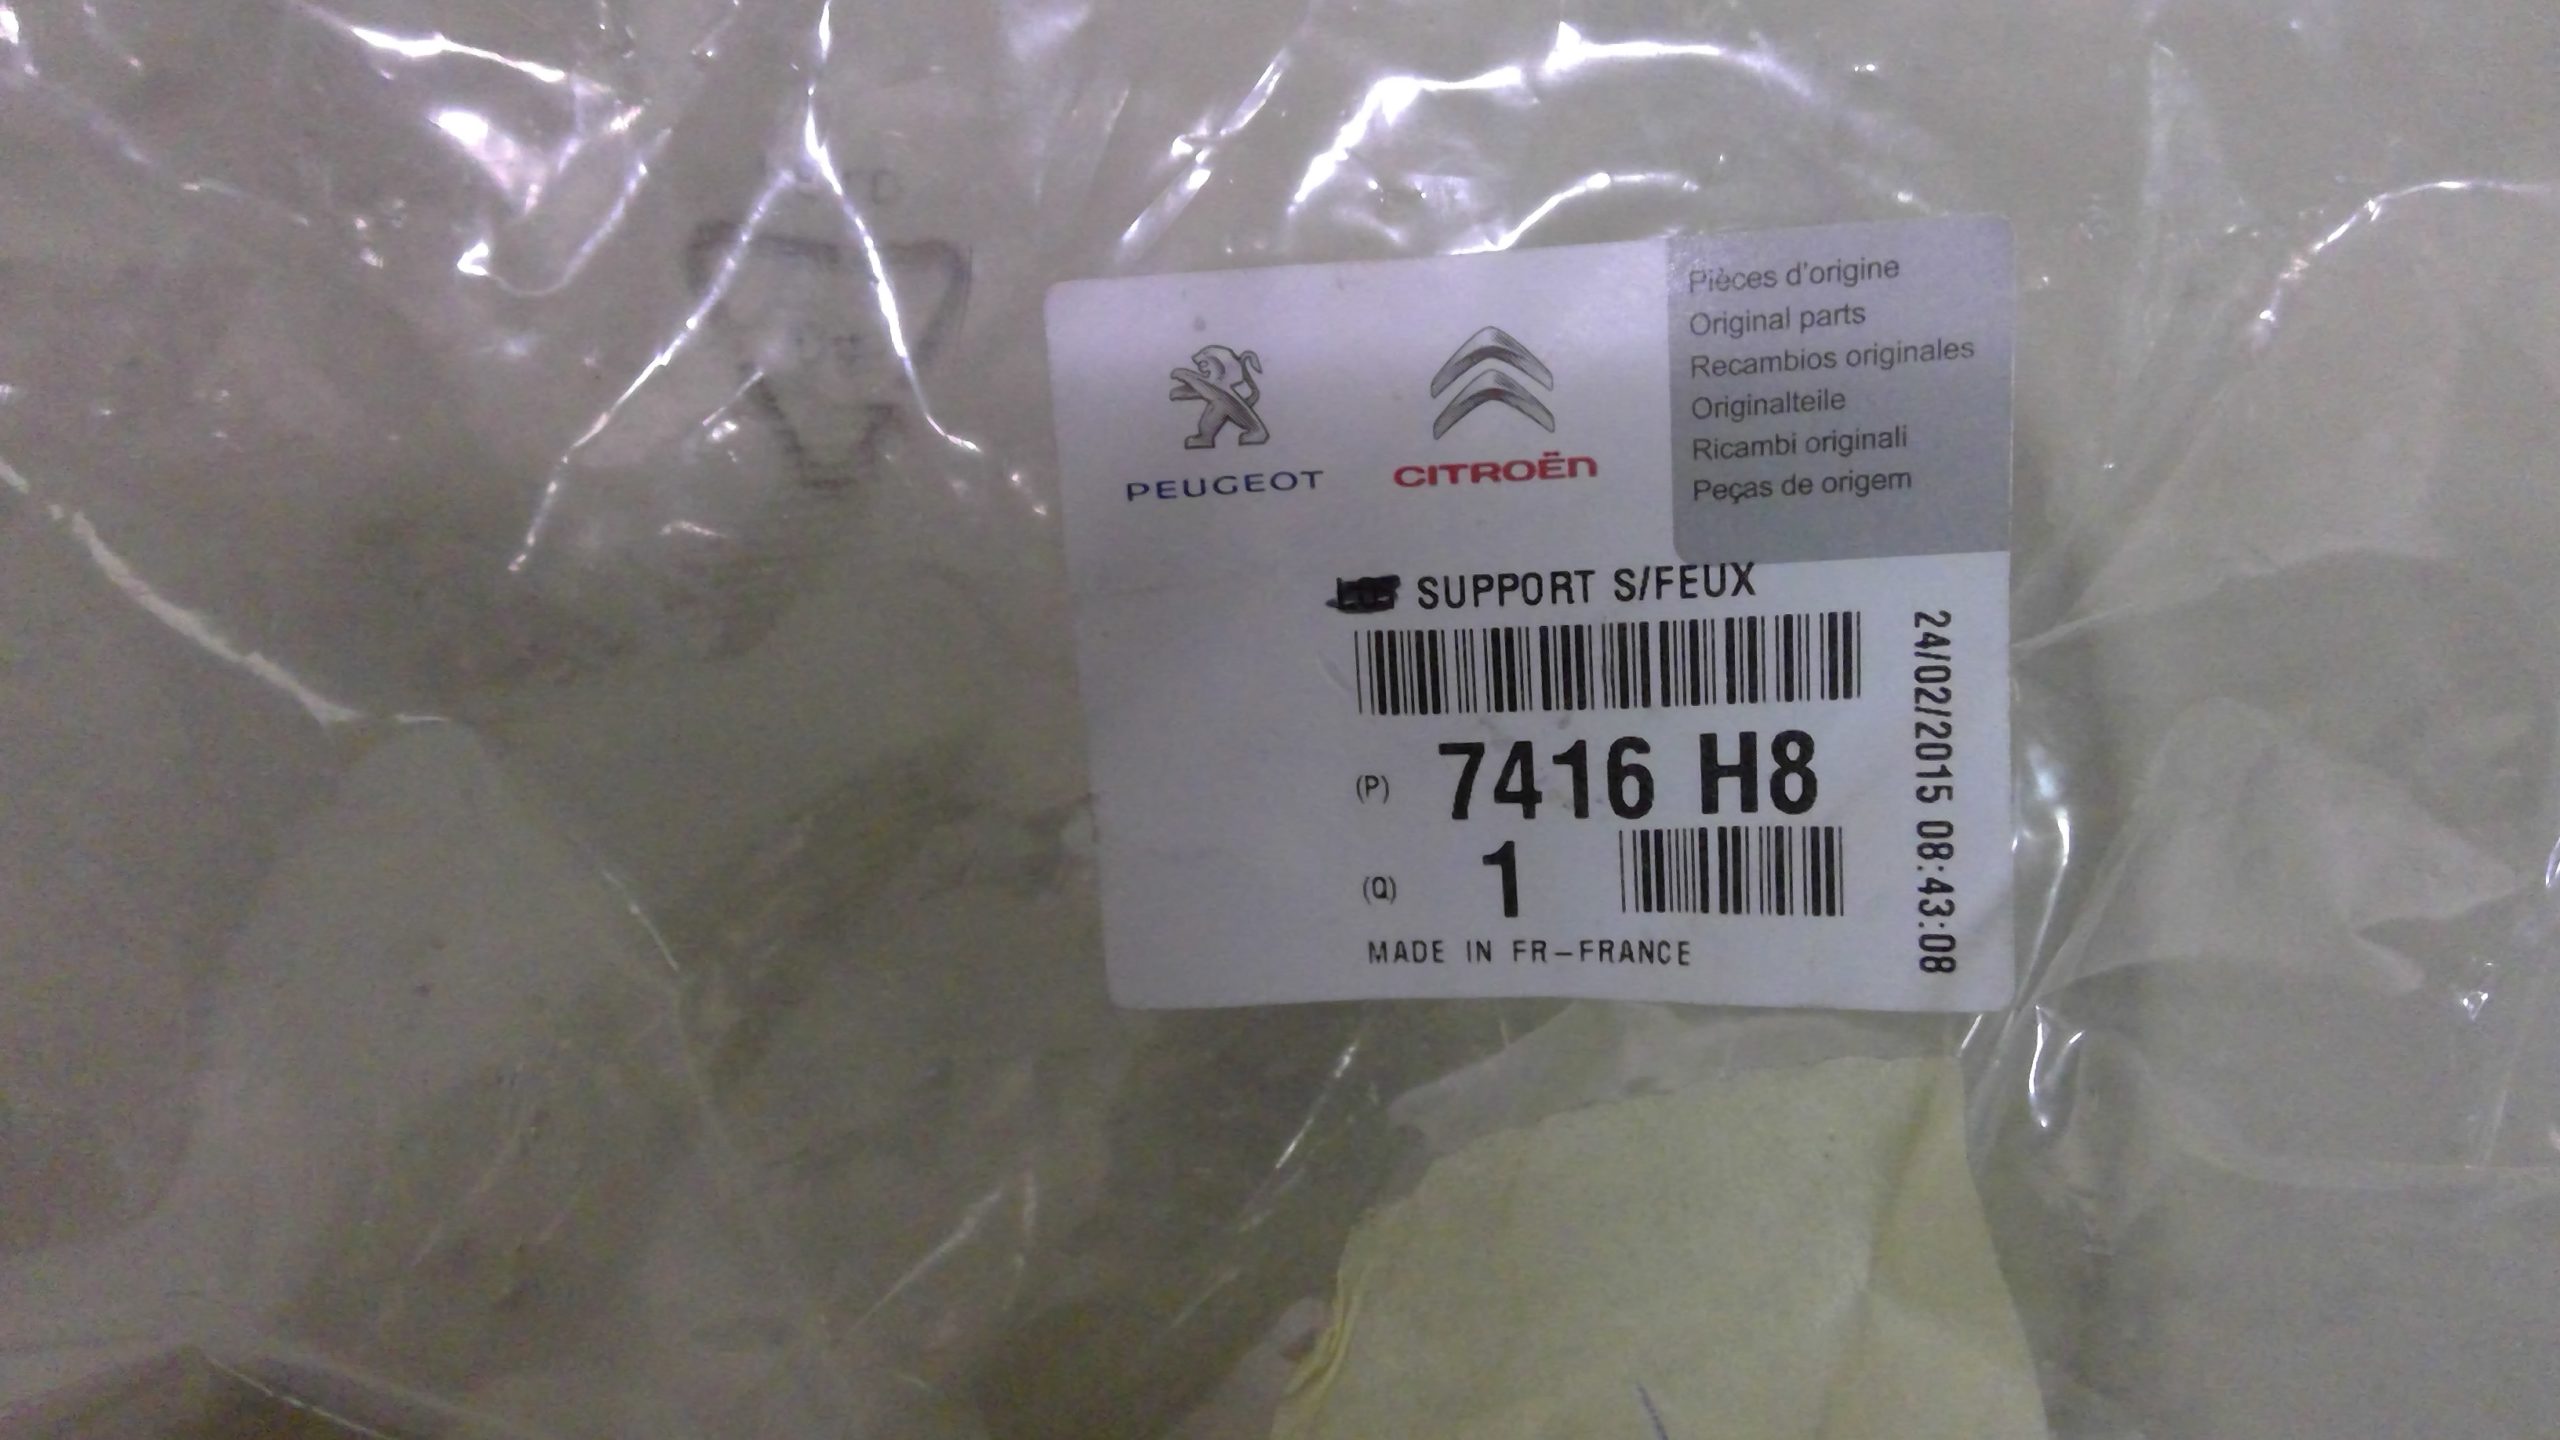 PEUGEOT
CITROËN
Pièces d'origine
Original parts
Recambios originales
Originalteile
Ricambi originali
Peças de origem
SUPPORT S/FEUX
(P) 7416 H8
(Q) 1
MADE IN FR-FRANCE
24/02/2015 08:43:08